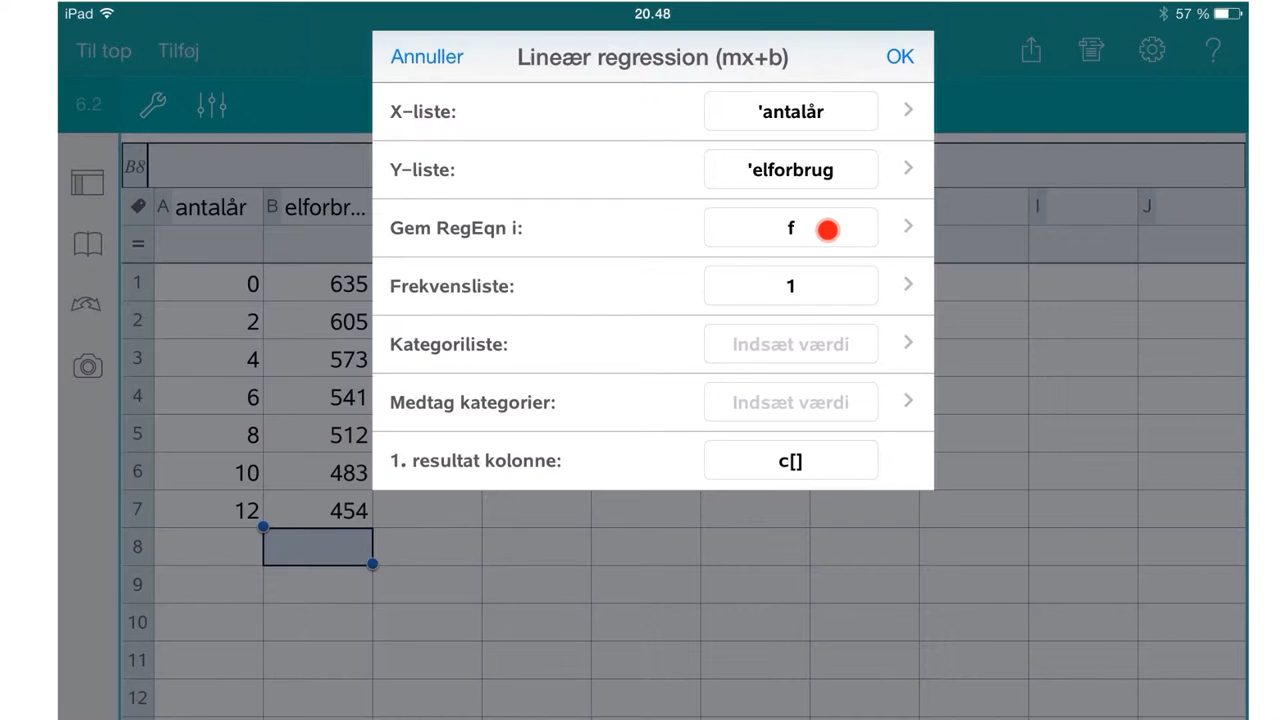 iPad 20.48 57 %
Til top Tilføj
Annuller Lineær regression (mx+b) OK
6.2
X-liste: 'antalår
Y-liste: 'elforbrug
Gem RegEqn i: f
Frekvensliste: 1
Kategoriliste: Indsæt værdi
Medtag kategorier: Indsæt værdi
1. resultat kolonne: c[]
B8
A antalår B elforbr... I J
=
1 0 635
2 2 605
3 4 573
4 6 541
5 8 512
6 10 483
7 12 454
8
9
10
11
12